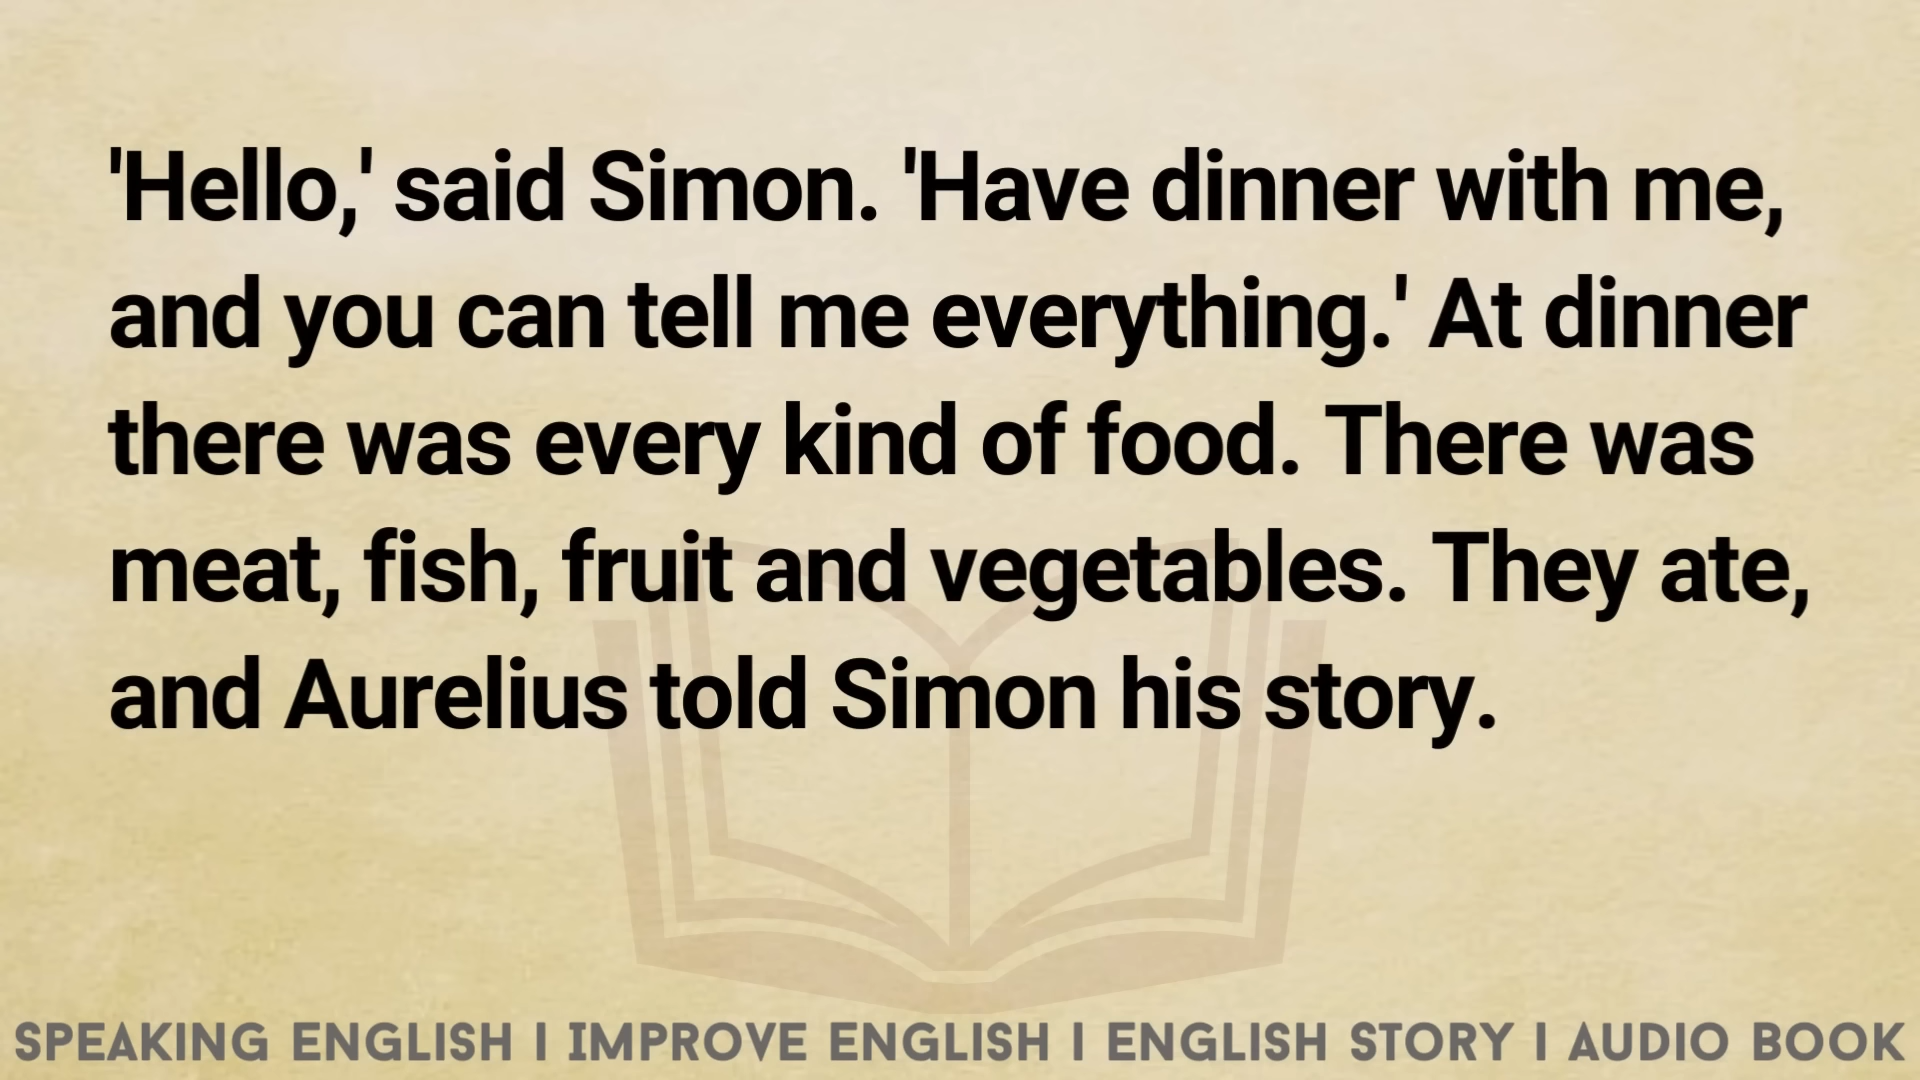 'Hello,' said Simon. 'Have dinner with me,
and you can tell me everything.' At dinner
there was every kind of food. There was
meat, fish, fruit and vegetables. They ate,
and Aurelius told Simon his story.
SPEAKING ENGLISH I IMPROVE ENGLISH I ENGLISH STORY I AUDIO BOOK